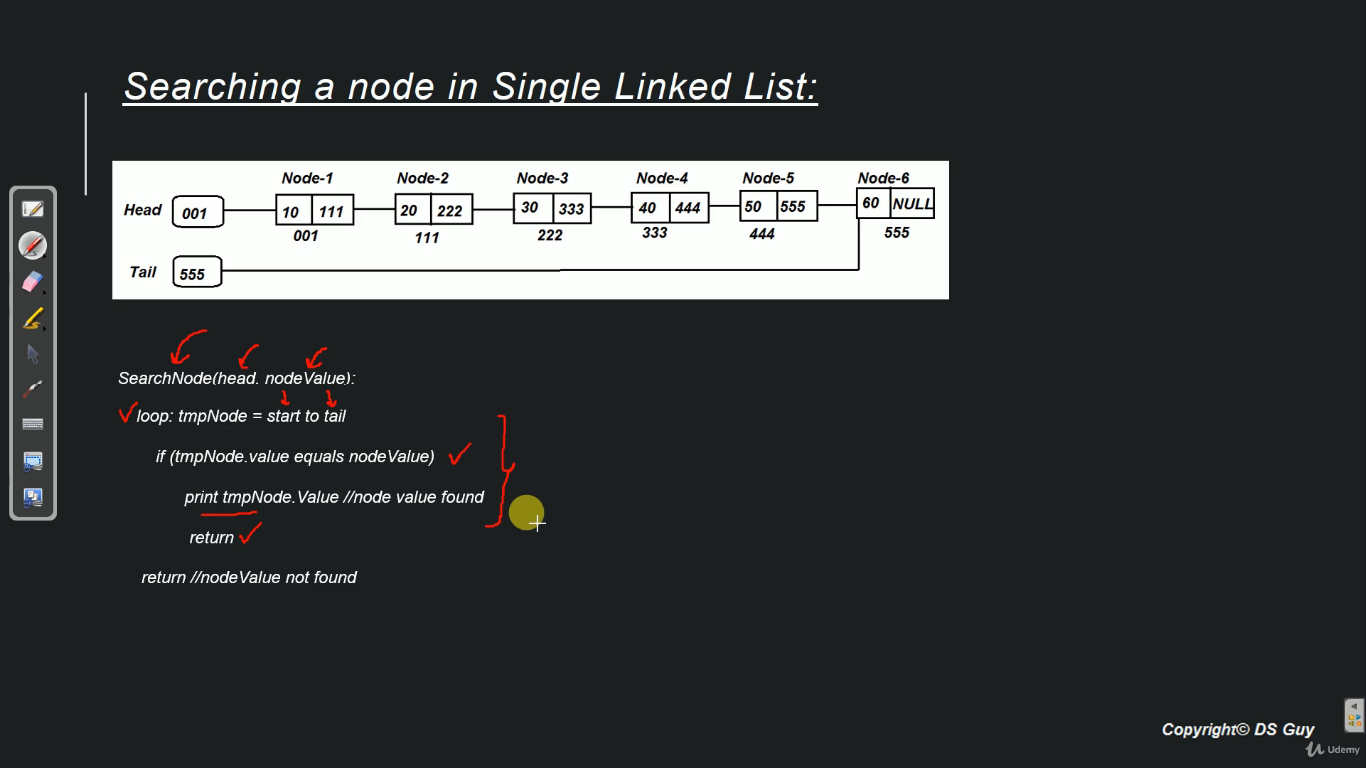 Searching a node in Single Linked List:
Node-1 Node-2 Node-3 Node-4 Node-5 Node-6
Head 001 10 111 20 222 30 333 40 444 50 555 60 NULL
001 111 222 333 444 555
Tail 555
SearchNode(head, nodeValue):
loop: tmpNode = start to tail
if (tmpNode.value equals nodeValue)
print tmpNode.Value //node value found
return
return //nodeValue not found
Copyright© DS Guy
Udemy